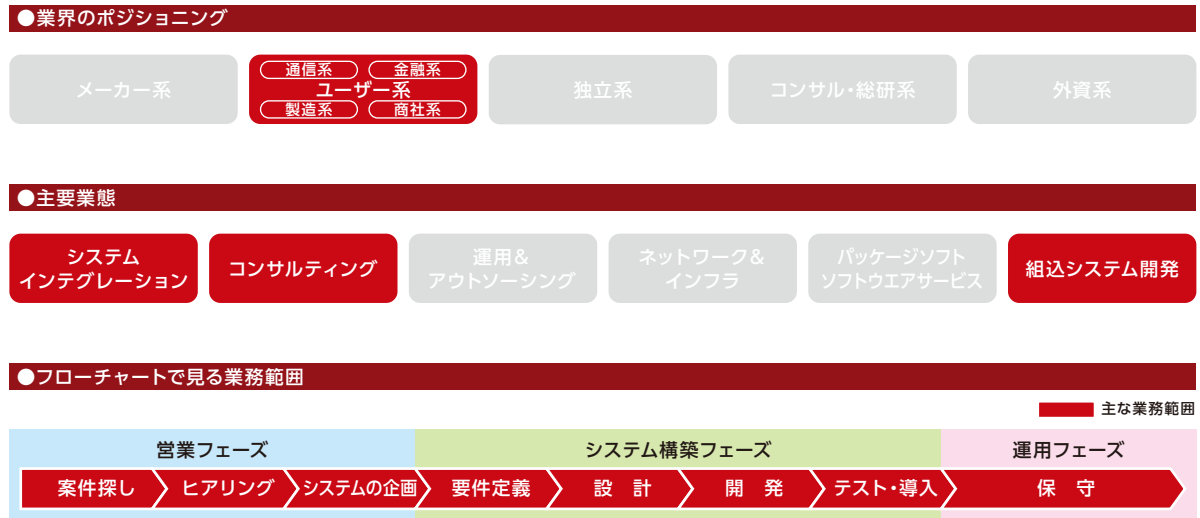 ●業界のポジショニング
メーカー系
通信系 金融系
ユーザー系
製造系 商社系
独立系
コンサル・総研系
外資系
●主要業態
システム
インテグレーション
コンサルティング
運用＆
アウトソーシング
ネットワーク＆
インフラ
パッケージソフト
ソフトウエアサービス
組込システム開発
●フローチャートで見る業務範囲
主な業務範囲
営業フェーズ システム構築フェーズ 運用フェーズ
案件探し ヒアリング システムの企画 要件定義 設 計 開 発 テスト・導入 保 守